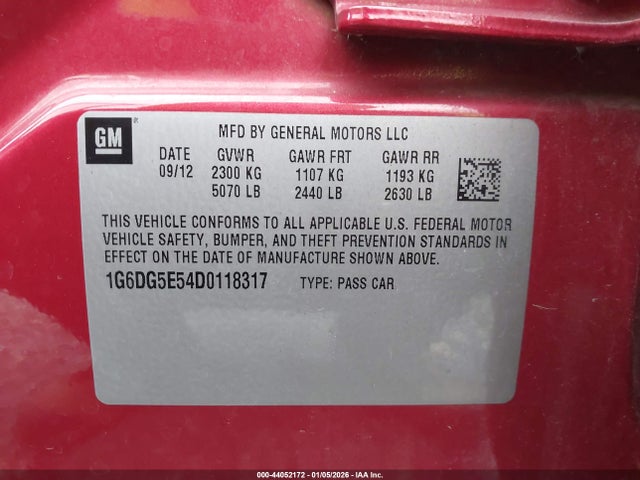 GM
®
MFD BY GENERAL MOTORS LLC
DATE GVWR GAWR FRT GAWR RR
09/12 2300 KG 1107 KG 1193 KG
5070 LB 2440 LB 2630 LB
THIS VEHICLE CONFORMS TO ALL APPLICABLE U.S. FEDERAL MOTOR
VEHICLE SAFETY, BUMPER, AND THEFT PREVENTION STANDARDS IN
EFFECT ON THE DATE OF MANUFACTURE SHOWN ABOVE.
1G6DG5E54D0118317 TYPE: PASS CAR
000-44052172 - 01/05/2026 - IAA Inc.